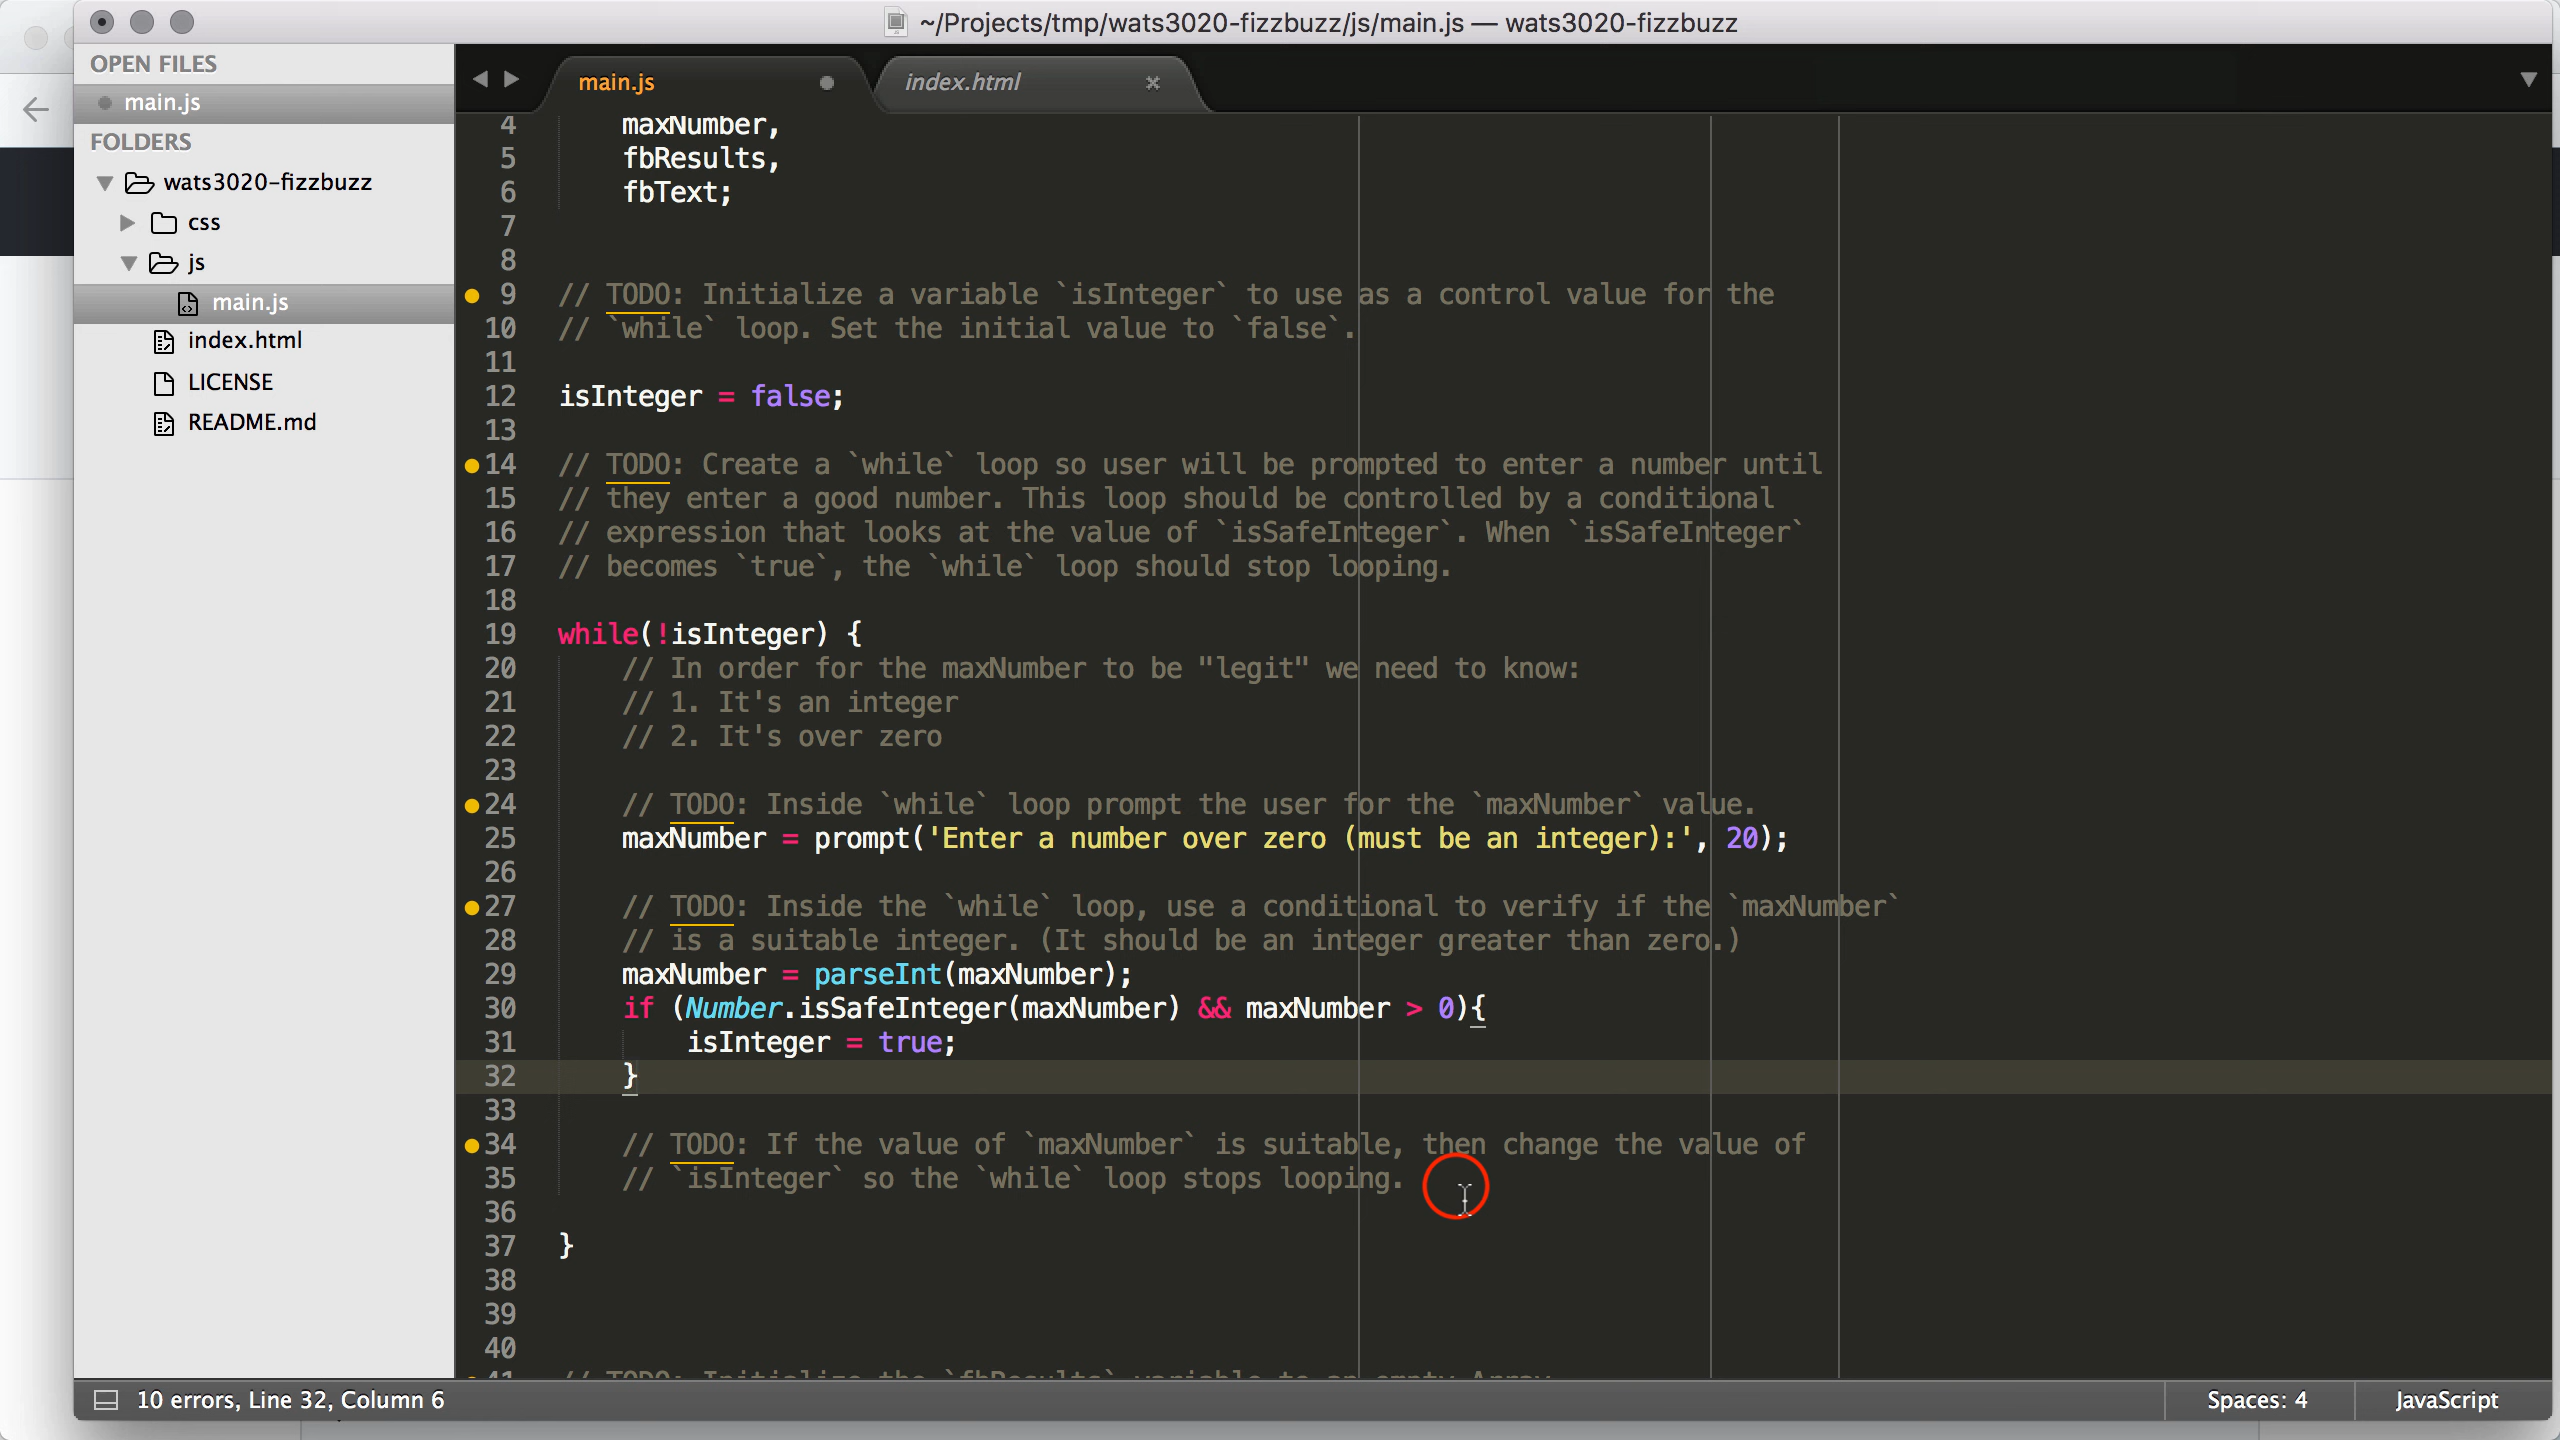 ~/Projects/tmp/wats3020-fizzbuzz/js/main.js — wats3020-fizzbuzz
OPEN FILES
main.js
FOLDERS
wats3020-fizzbuzz
css
js
main.js
index.html
LICENSE
README.md
main.js
index.html
4 maxNumber,
5 fbResults,
6 fbText;
7
8
9 // TODO: Initialize a variable `isInteger` to use as a control value for the
10 // `while` loop. Set the initial value to `false`.
11
12 isInteger = false;
13
14 // TODO: Create a `while` loop so user will be prompted to enter a number until
15 // they enter a good number. This loop should be controlled by a conditional
16 // expression that looks at the value of `isSafeInteger`. When `isSafeInteger`
17 // becomes `true`, the `while` loop should stop looping.
18
19 while(!isInteger) {
20 // In order for the maxNumber to be "legit" we need to know:
21 // 1. It's an integer
22 // 2. It's over zero
23
24 // TODO: Inside `while` loop prompt the user for the `maxNumber` value.
25 maxNumber = prompt('Enter a number over zero (must be an integer):', 20);
26
27 // TODO: Inside the `while` loop, use a conditional to verify if the `maxNumber`
28 // is a suitable integer. (It should be an integer greater than zero.)
29 maxNumber = parseInt(maxNumber);
30 if (Number.isSafeInteger(maxNumber) && maxNumber > 0){
31 isInteger = true;
32 }
33
34 // TODO: If the value of `maxNumber` is suitable, then change the value of
35 // `isInteger` so the `while` loop stops looping.
36
37 }
38
39
40
41 // TODO: Initialize the `fbResults` variable to an empty Array
10 errors, Line 32, Column 6
Spaces: 4
JavaScript